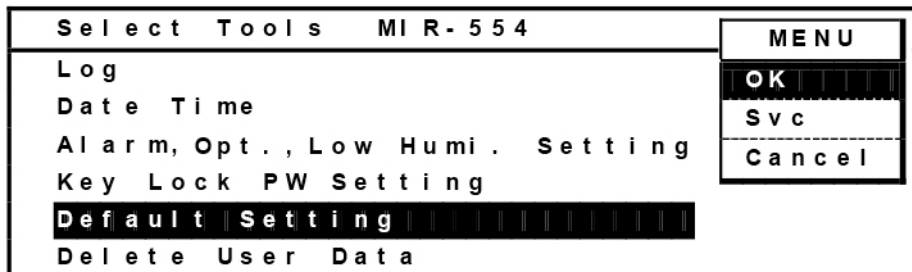 Select Tools MIR-554
Log
Date Time
Alarm, Opt., Low Humi. Setting
Key Lock PW Setting
Default Setting
Delete User Data
MENU
OK
Svc
Cancel